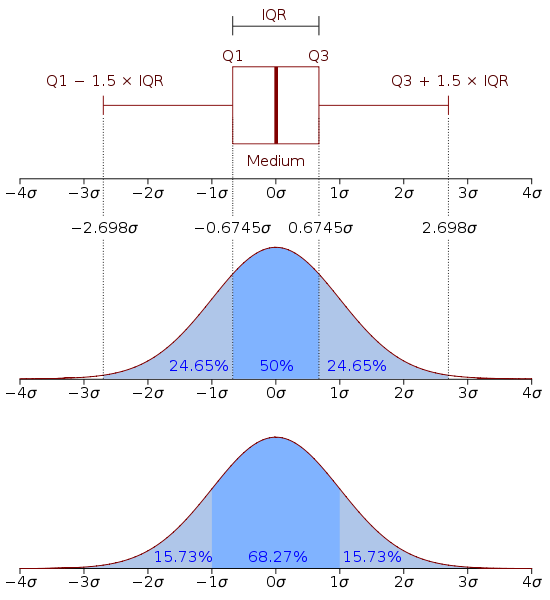 IQR
Q1 Q3
Q1 − 1.5 × IQR Q3 + 1.5 × IQR
Medium
−4σ −3σ −2σ −1σ 0σ 1σ 2σ 3σ 4σ
−2.698σ −0.6745σ 0.6745σ 2.698σ
24.65% 50% 24.65%
−4σ −3σ −2σ −1σ 0σ 1σ 2σ 3σ 4σ
15.73% 68.27% 15.73%
−4σ −3σ −2σ −1σ 0σ 1σ 2σ 3σ 4σ